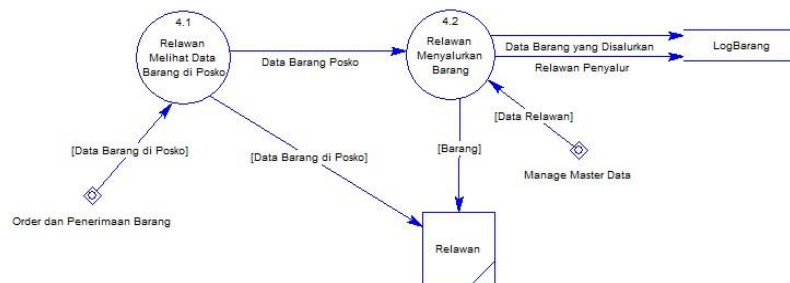 4.1
Relawan
Melihat Data
Barang di Posko
Data Barang Posko
4.2
Relawan
Menyalurkan
Barang
Data Barang yang Disalurkan
Relawan Penyalur
LogBarang
[Data Barang di Posko]
[Data Barang di Posko]
[Barang]
[Data Relawan]
Manage Master Data
Order dan Penerimaan Barang
Relawan